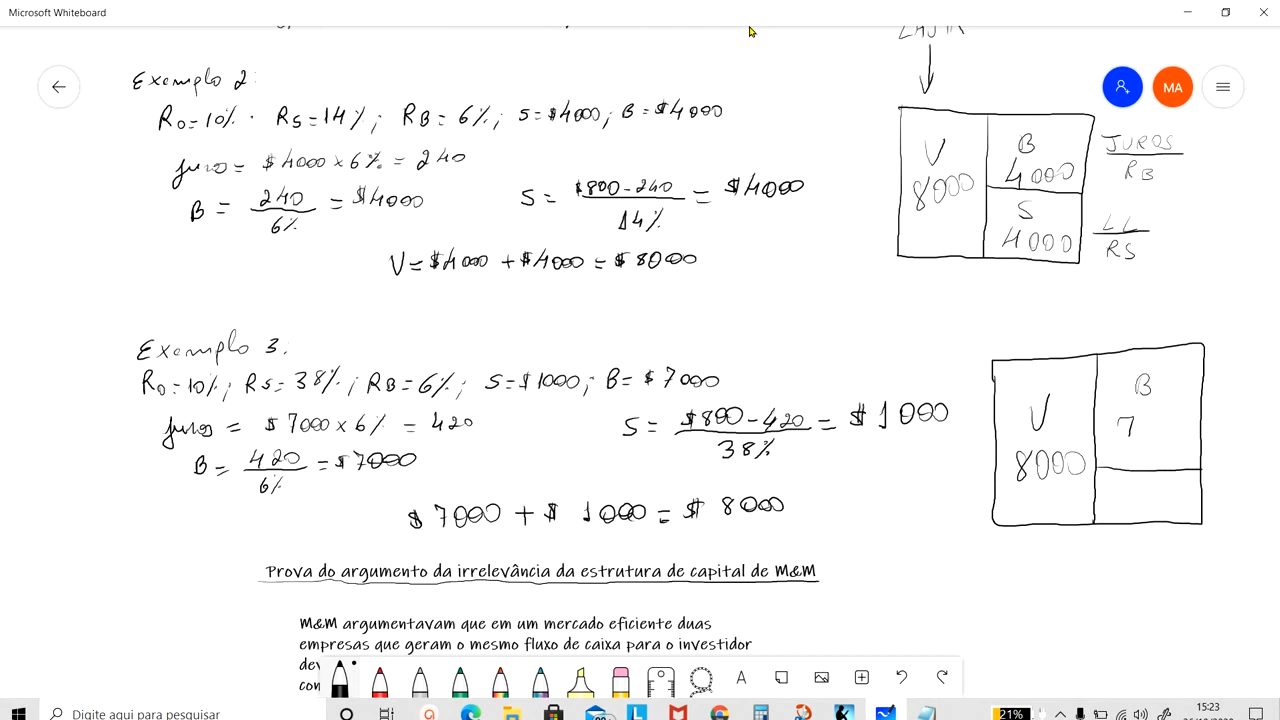 Microsoft Whiteboard
Exemplo 2:
R0=10%. RS=14%; RB=6%; S=$4000; B=$4000
juros = $4000 x 6% = 240
B = 240 / 6% = $4000
S = $800-240 / 14% = $4000
V=$4000 + $4000 = $8000
V 8000
B 4000
S 4000
JUROS / RB
LL / RS
MA
Exemplo 3:
R0=10%; RS=38%; RB=6%; S=$1000; B=$7000
juros = $7000 x 6% = 420
B = 420 / 6% = $7000
S = $800-420 / 38% = $1000
$7000 + $1000 = $8000
V 8000
B 7
Prova do argumento da irrelevância da estrutura de capital de M&M
M&M argumentavam que em um mercado eficiente duas
empresas que geram o mesmo fluxo de caixa para o investidor
A
Digite aqui para pesquisar
21%
15:23